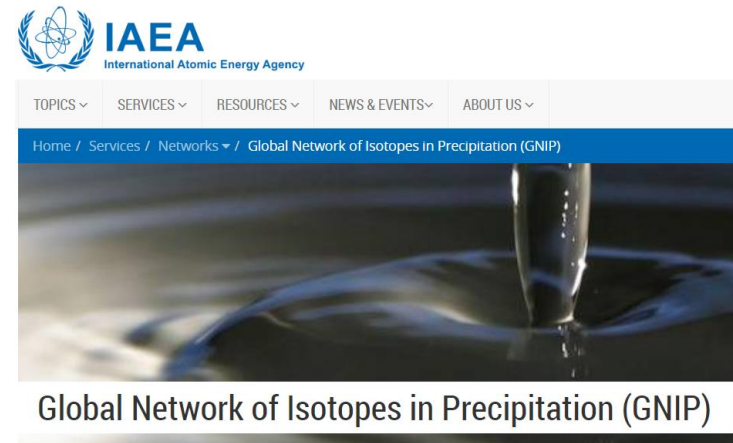 IAEA
International Atomic Energy Agency
TOPICS SERVICES RESOURCES NEWS & EVENTS ABOUT US
Home / Services / Networks / Global Network of Isotopes in Precipitation (GNIP)
Global Network of Isotopes in Precipitation (GNIP)